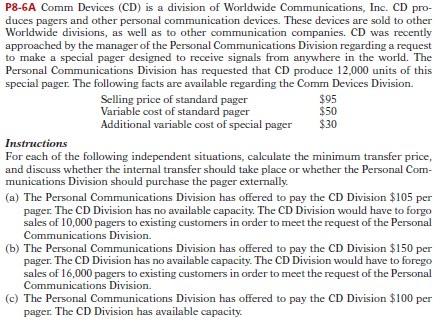 P8-6A Comm Devices (CD) is a division of Worldwide Communications, Inc. CD pro-
duces pagers and other personal communication devices. These devices are sold to other
Worldwide divisions, as well as to other communication companies. CD was recently
approached by the manager of the Personal Communications Division regarding a request
to make a special pager designed to receive signals from anywhere in the world. The
Personal Communications Division has requested that CD produce 12,000 units of this
special pager. The following facts are available regarding the Comm Devices Division.
Selling price of standard pager $95
Variable cost of standard pager $50
Additional variable cost of special pager $30
Instructions
For each of the following independent situations, calculate the minimum transfer price,
and discuss whether the internal transfer should take place or whether the Personal Com-
munications Division should purchase the pager externally.
(a) The Personal Communications Division has offered to pay the CD Division $105 per
pager. The CD Division has no available capacity. The CD Division would have to forgo
sales of 10,000 pagers to existing customers in order to meet the request of the Personal
Communications Division.
(b) The Personal Communications Division has offered to pay the CD Division $150 per
pager. The CD Division has no available capacity. The CD Division would have to forego
sales of 16,000 pagers to existing customers in order to meet the request of the Personal
Communications Division.
(c) The Personal Communications Division has offered to pay the CD Division $100 per
pager. The CD Division has available capacity.